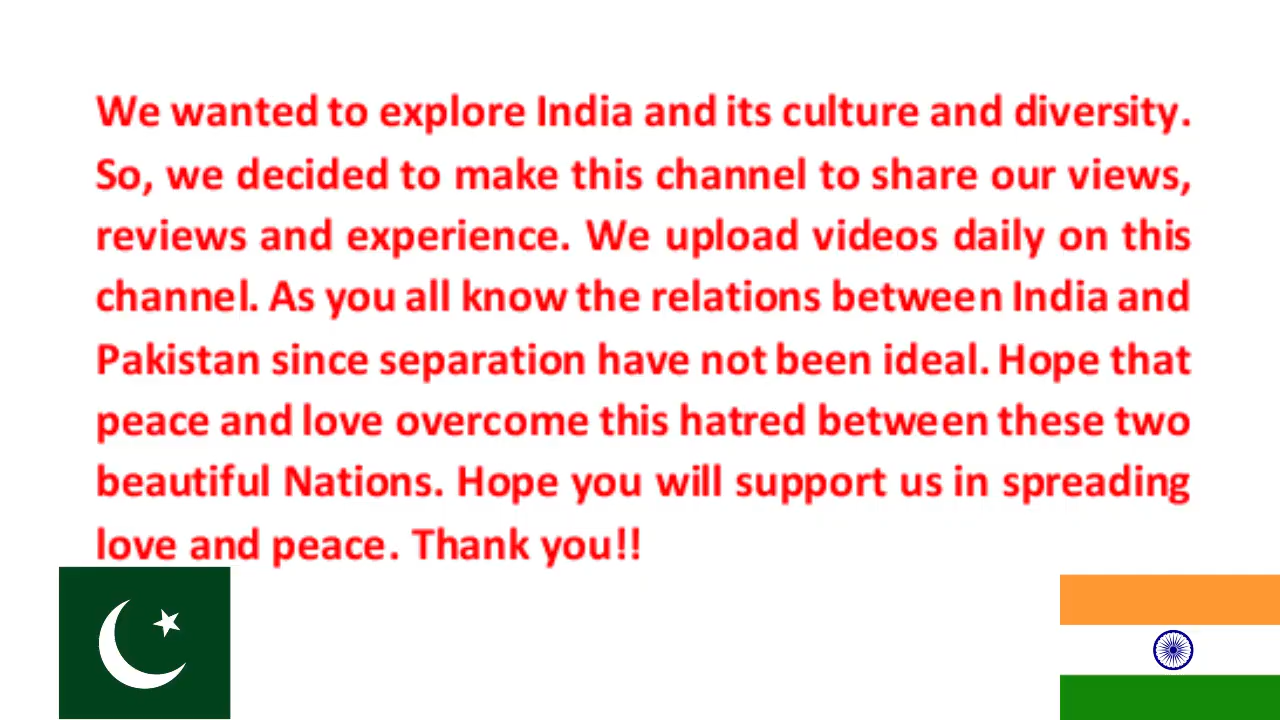 We wanted to explore India and its culture and diversity.
So, we decided to make this channel to share our views,
reviews and experience. We upload videos daily on this
channel. As you all know the relations between India and
Pakistan since separation have not been ideal. Hope that
peace and love overcome this hatred between these two
beautiful Nations. Hope you will support us in spreading
love and peace. Thank you!!